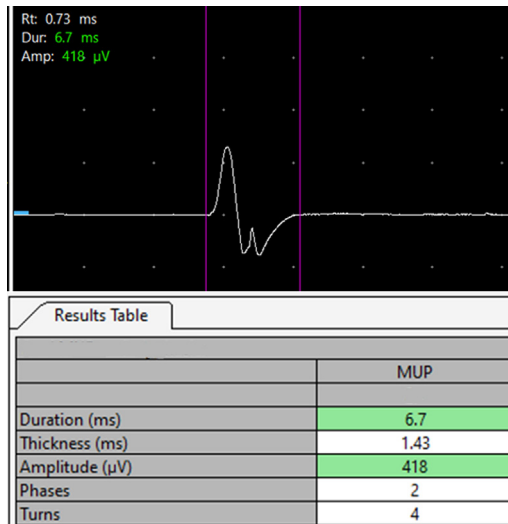 Rt: 0.73 ms
Dur: 6.7 ms
Amp: 418 µV
Results Table
MUP
Duration (ms) 6.7
Thickness (ms) 1.43
Amplitude (µV) 418
Phases 2
Turns 4